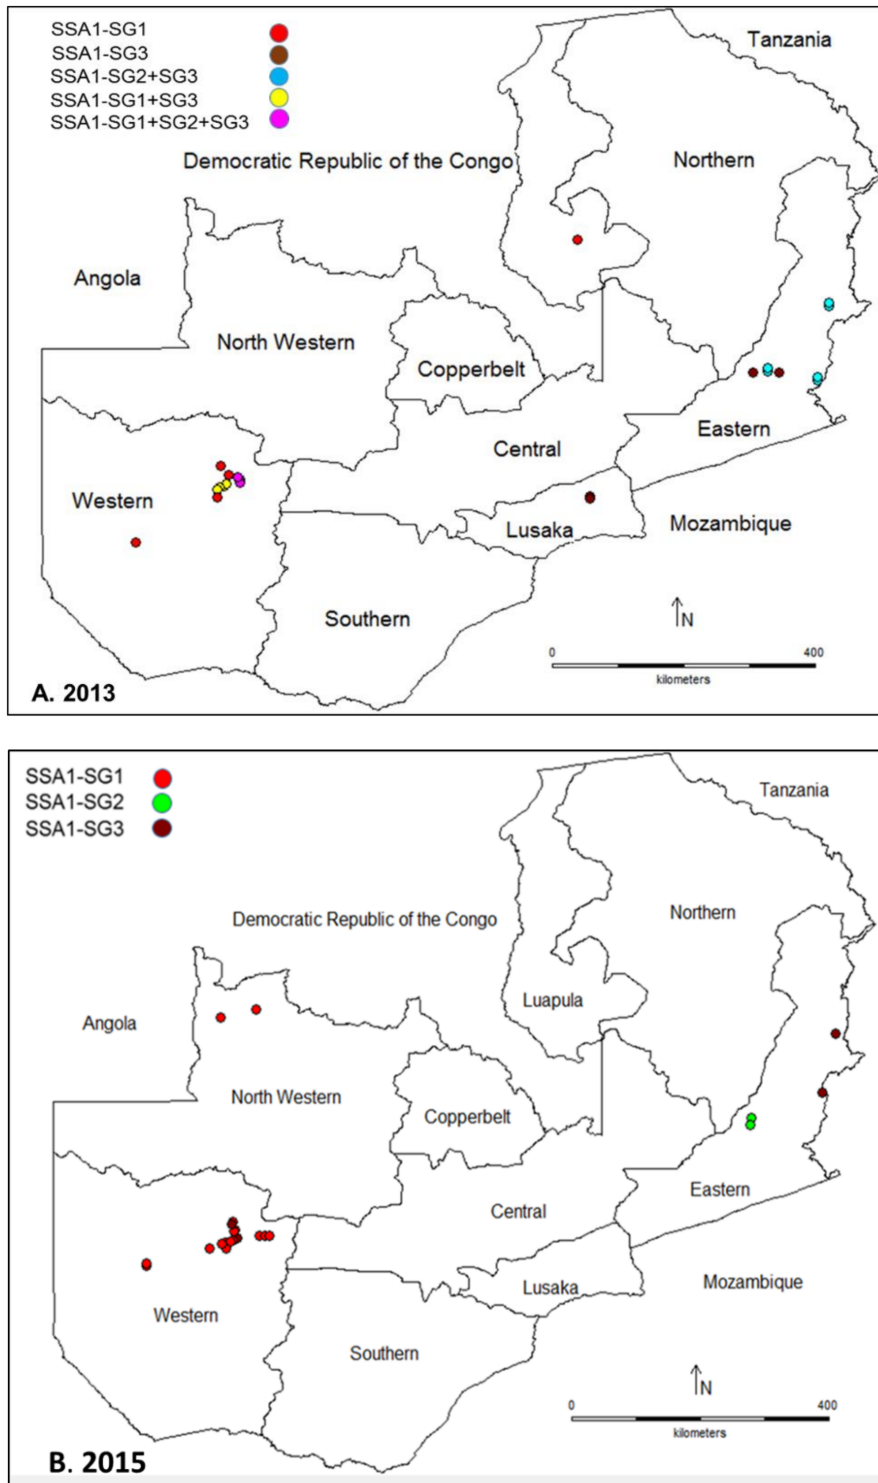 SSA1-SG1
SSA1-SG3
SSA1-SG2+SG3
SSA1-SG1+SG3
SSA1-SG1+SG2+SG3
Tanzania
Democratic Republic of the Congo
Northern
Angola
North Western
Copperbelt
Central
Eastern
Western
Lusaka
Mozambique
Southern
N
0 400
kilometers
A. 2013
SSA1-SG1
SSA1-SG2
SSA1-SG3
Tanzania
Democratic Republic of the Congo
Northern
Luapula
Angola
North Western
Copperbelt
Eastern
Central
Lusaka
Mozambique
Western
Southern
N
0 400
kilometers
B. 2015